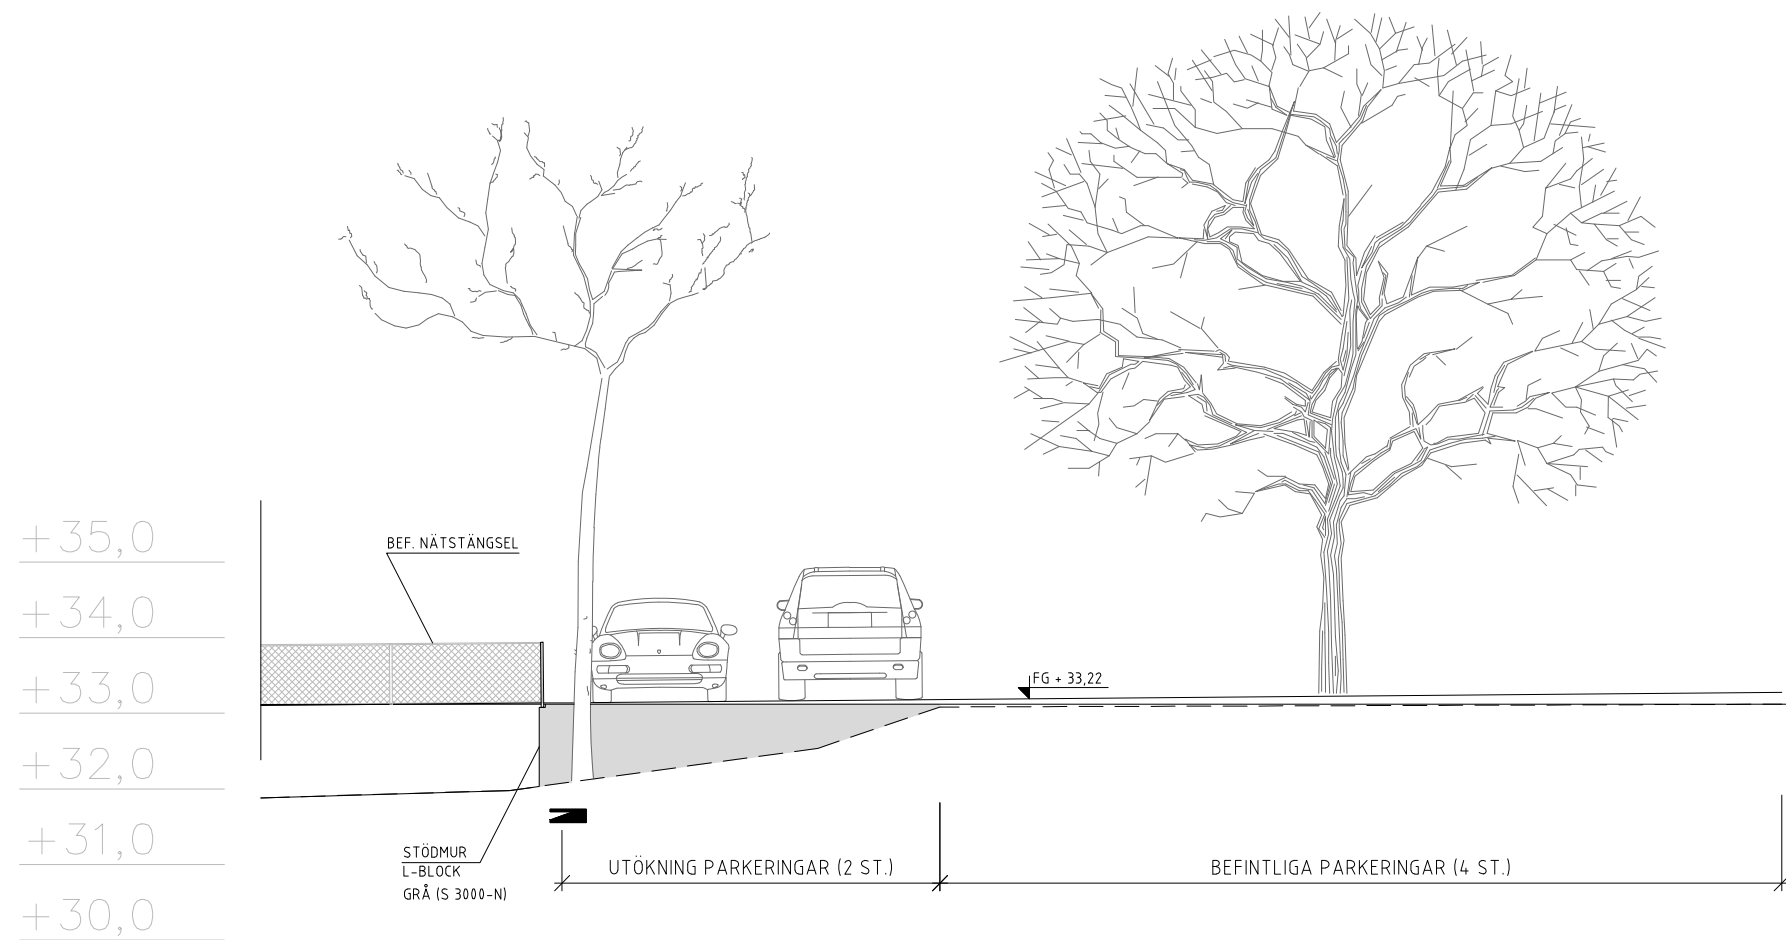 +35,0
BEF. NÄTSTÄNGSEL
+34,0
+33,0
FG + 33,22
+32,0
+31,0
STÖDMUR
L-BLOCK
GRÅ (S 3000-N)
UTÖKNING PARKERINGAR (2 ST.)
BEFINTLIGA PARKERINGAR (4 ST.)
+30,0